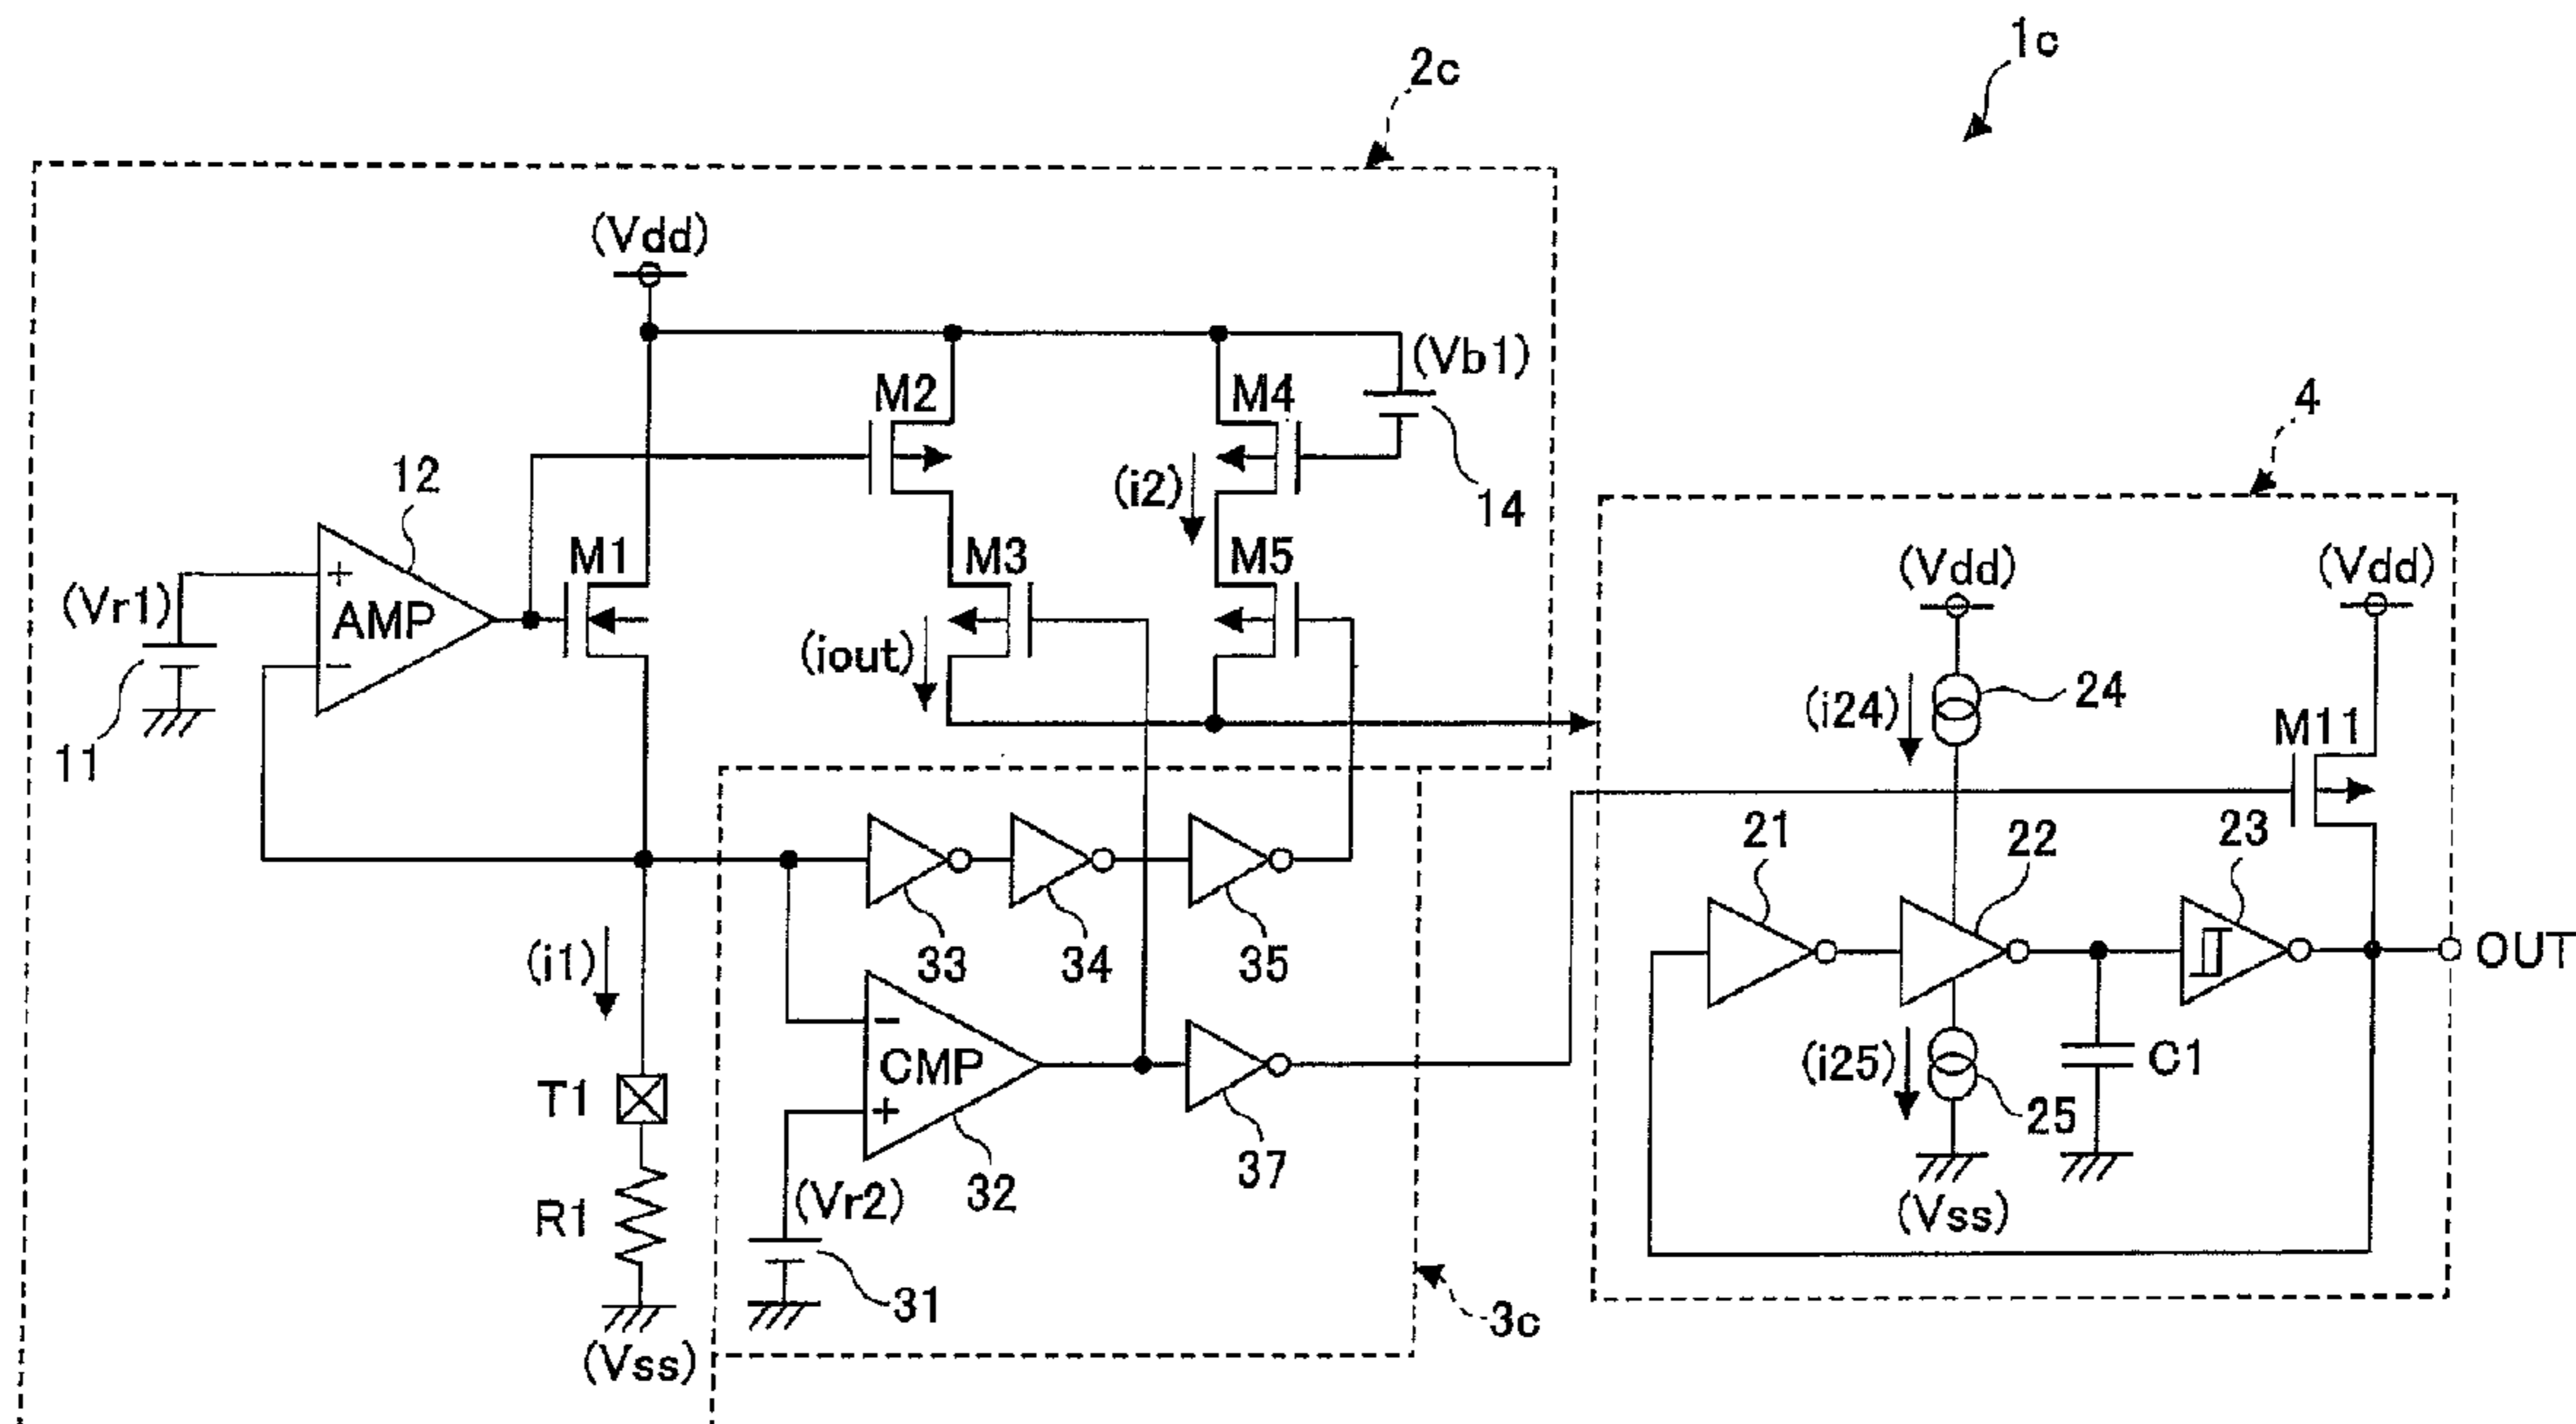 1c
2c
(Vdd)
(Vb1)
M2
M4
4
12
(i2)
14
M1
M3
M5
(Vdd)
(Vdd)
+
AMP
−
(Vr1)
(iout)
(i24)
24
11
M11
21
22
23
33
34
35
OUT
(i1)
−
CMP
+
(i25)
25
C1
T1
37
32
(Vr2)
R1
(Vss)
31
3c
(Vss)